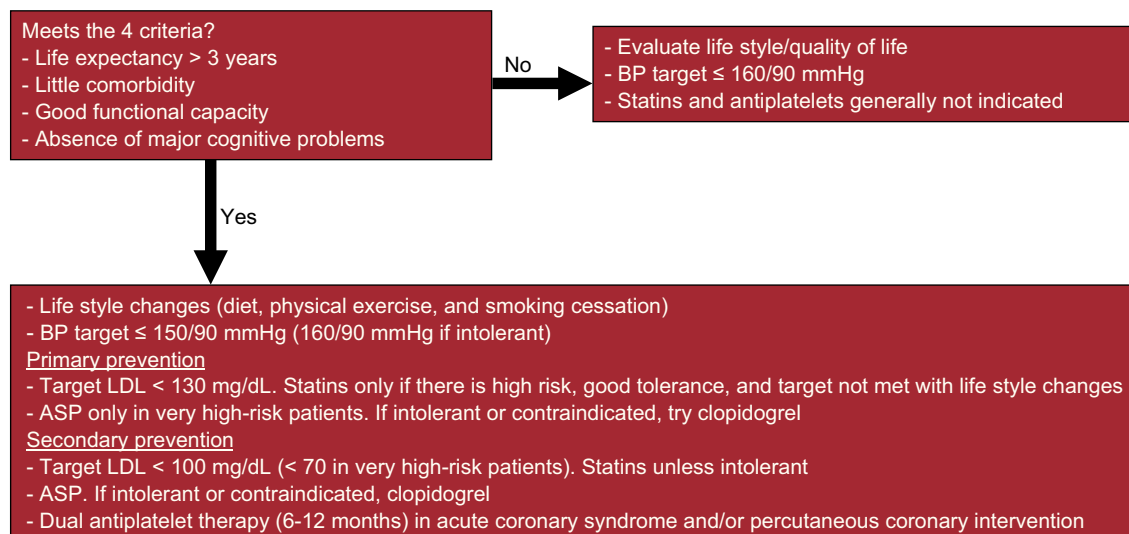 Meets the 4 criteria?
- Life expectancy > 3 years
- Little comorbidity
- Good functional capacity
- Absence of major cognitive problems
No
- Evaluate life style/quality of life
- BP target ≤ 160/90 mmHg
- Statins and antiplatelets generally not indicated
Yes
- Life style changes (diet, physical exercise, and smoking cessation)
- BP target ≤ 150/90 mmHg (160/90 mmHg if intolerant)
Primary prevention
- Target LDL < 130 mg/dL. Statins only if there is high risk, good tolerance, and target not met with life style changes
- ASP only in very high-risk patients. If intolerant or contraindicated, try clopidogrel
Secondary prevention
- Target LDL < 100 mg/dL (< 70 in very high-risk patients). Statins unless intolerant
- ASP. If intolerant or contraindicated, clopidogrel
- Dual antiplatelet therapy (6-12 months) in acute coronary syndrome and/or percutaneous coronary intervention